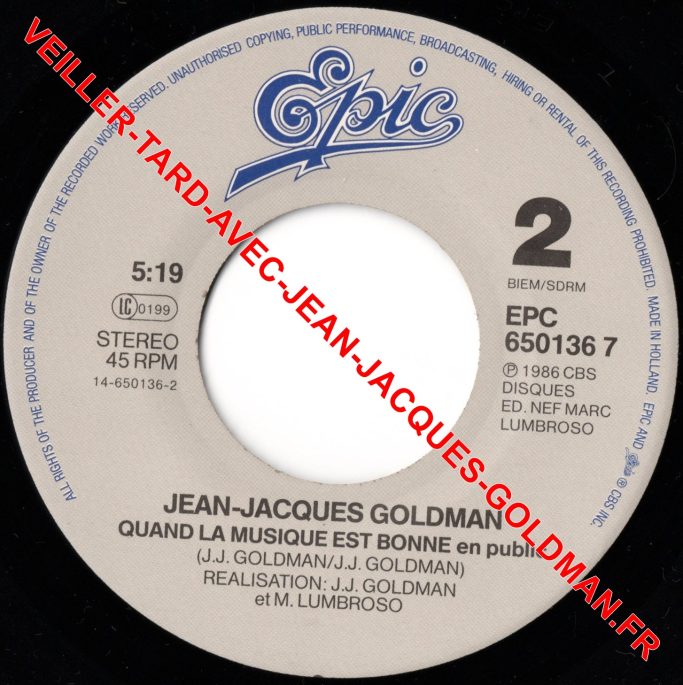 VEILLER-TARD-AVEC-JEAN-JACQUES-GOLDMAN.FR
ALL RIGHTS OF THE PRODUCER AND OF THE OWNER OF THE RECORDED WORK RESERVED. UNAUTHORISED COPYING, PUBLIC PERFORMANCE, BROADCASTING, HIRING OR RENTAL OF THIS RECORDING PROHIBITED. MADE IN HOLLAND. EPIC AND Epic ® CBS INC.
Epic
2
BIEM/SDRM
5:19
LC 0199
STEREO
45 RPM
14-650136-2
EPC
650136 7
Ⓟ 1986 CBS
DISQUES
ED. NEF MARC
LUMBROSO
JEAN-JACQUES GOLDMAN
QUAND LA MUSIQUE EST BONNE en public
(J.J. GOLDMAN/J.J. GOLDMAN)
REALISATION: J.J. GOLDMAN
et M. LUMBROSO